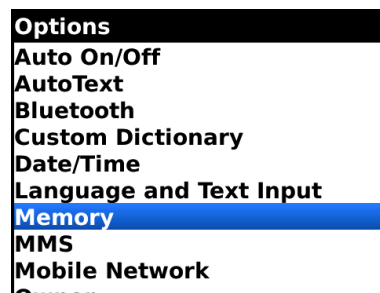 Options
Auto On/Off
AutoText
Bluetooth
Custom Dictionary
Date/Time
Language and Text Input
Memory
MMS
Mobile Network